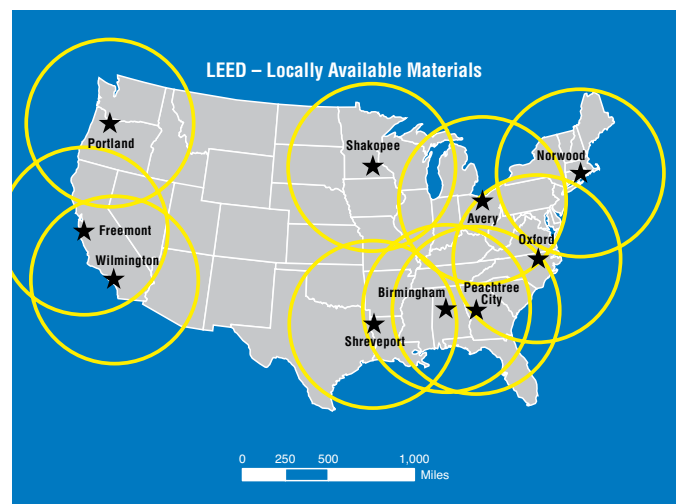 LEED – Locally Available Materials
Portland
Shakopee
Norwood
Avery
Freemont
Oxford
Wilmington
Birmingham
Peachtree
City
Shreveport
0 250 500 1,000
Miles